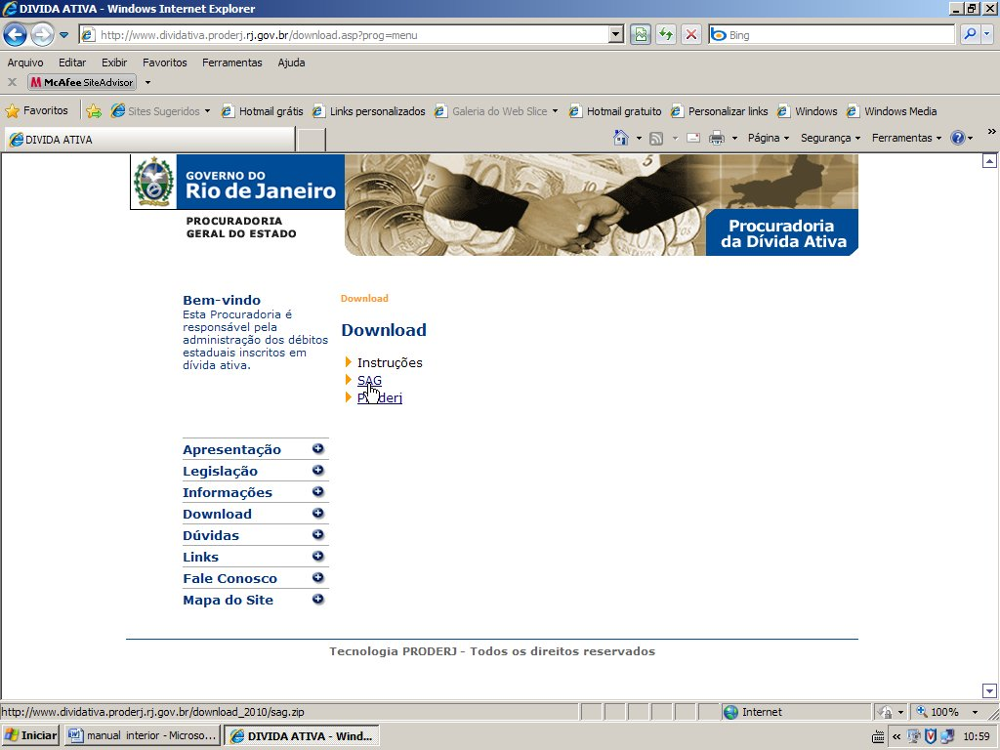 DIVIDA ATIVA - Windows Internet Explorer
http://www.dividativa.proderj.rj.gov.br/download.asp?prog=menu
Bing
Arquivo Editar Exibir Favoritos Ferramentas Ajuda
X McAfee SiteAdvisor
Favoritos Sites Sugeridos Hotmail grátis Links personalizados Galeria do Web Slice Hotmail gratuito Personalizar links Windows Windows Media
DIVIDA ATIVA
Página Segurança Ferramentas »
GOVERNO DO
Rio de Janeiro
PROCURADORIA
GERAL DO ESTADO
Procuradoria
da Dívida Ativa
Bem-vindo
Esta Procuradoria é
responsável pela
administração dos débitos
estaduais inscritos em
dívida ativa.
Download
Download
Instruções
SAG
Proderj
Apresentação
Legislação
Informações
Download
Dúvidas
Links
Fale Conosco
Mapa do Site
Tecnologia PRODERJ - Todos os direitos reservados
http://www.dividativa.proderj.rj.gov.br/download_2010/sag.zip
Internet
100%
Iniciar
manual interior - Microso...
DIVIDA ATIVA - Wind...
«
10:59